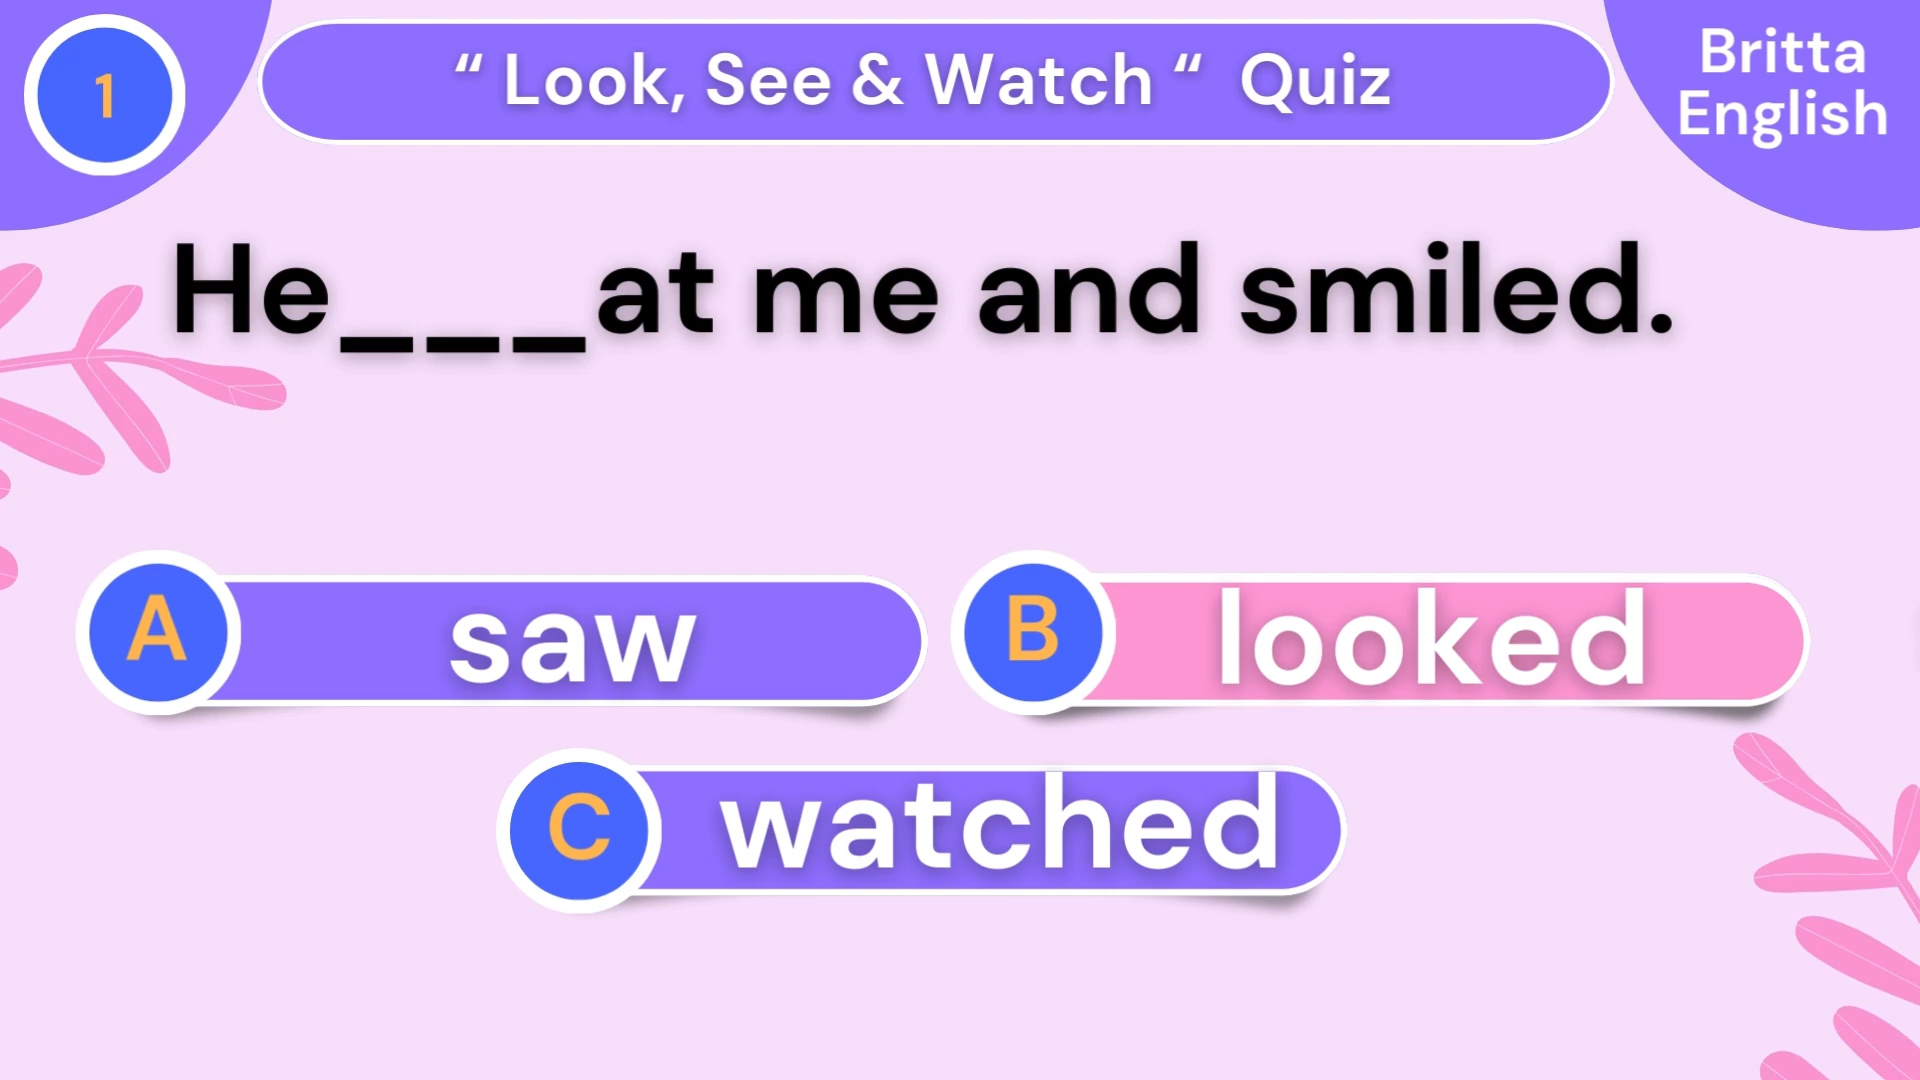 1
“ Look, See & Watch “ Quiz
Britta
English
He___at me and smiled.
A saw
B looked
C watched